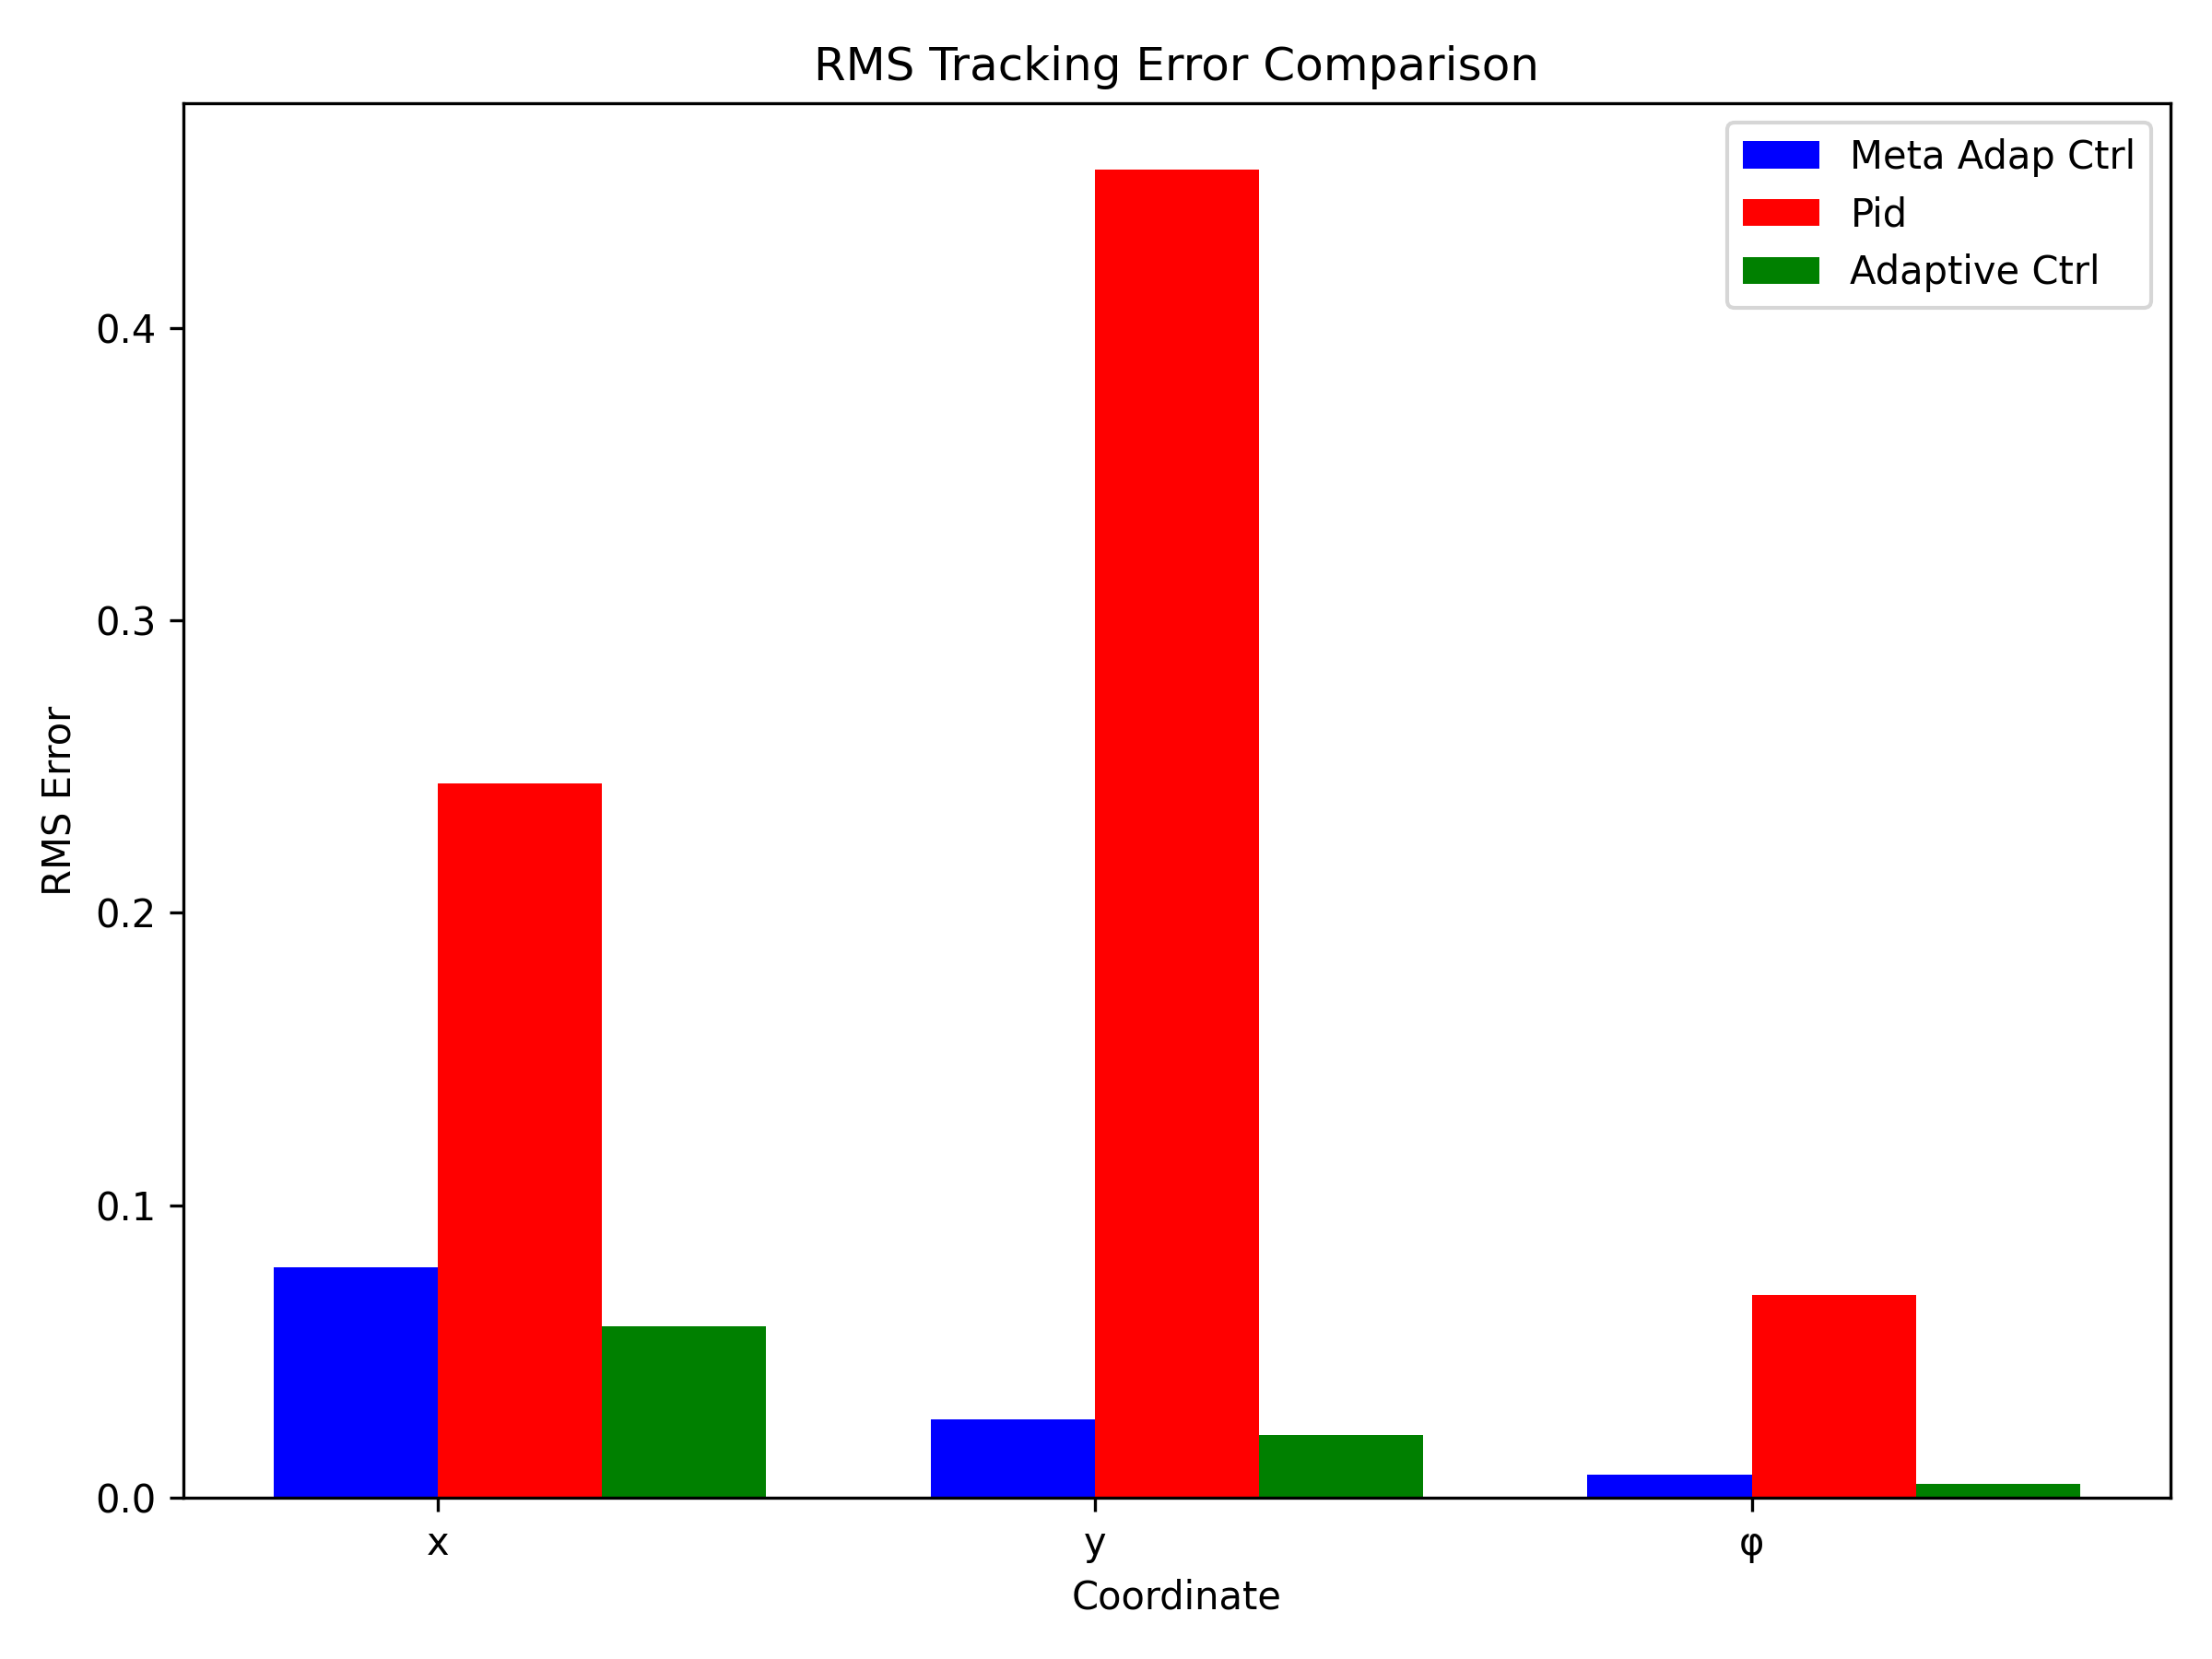 RMS Tracking Error Comparison
Meta Adap Ctrl
Pid
Adaptive Ctrl
RMS Error
0.4
0.3
0.2
0.1
0.0
x y φ
Coordinate